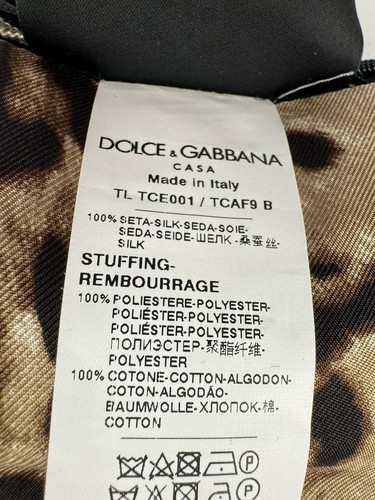 DOLCE & GABBANA
CASA
Made in Italy
TL TCE001 / TCAF9 B
100% SETA-SILK-SEDA-SOIE-
SEDA-SEIDE-ШЕЛК-桑蚕丝-
SILK
STUFFING-
REMBOURRAGE
100% POLIESTERE-POLYESTER-
POLIÉSTER-POLYESTER-
POLIÉSTER-POLYESTER-
ПОЛИЭСТЕР-聚酯纤维-
POLYESTER
100% COTONE-COTTON-ALGODON-
COTON-ALGODÃO-
BAUMWOLLE-ХЛОПОК-棉-
COTTON
P